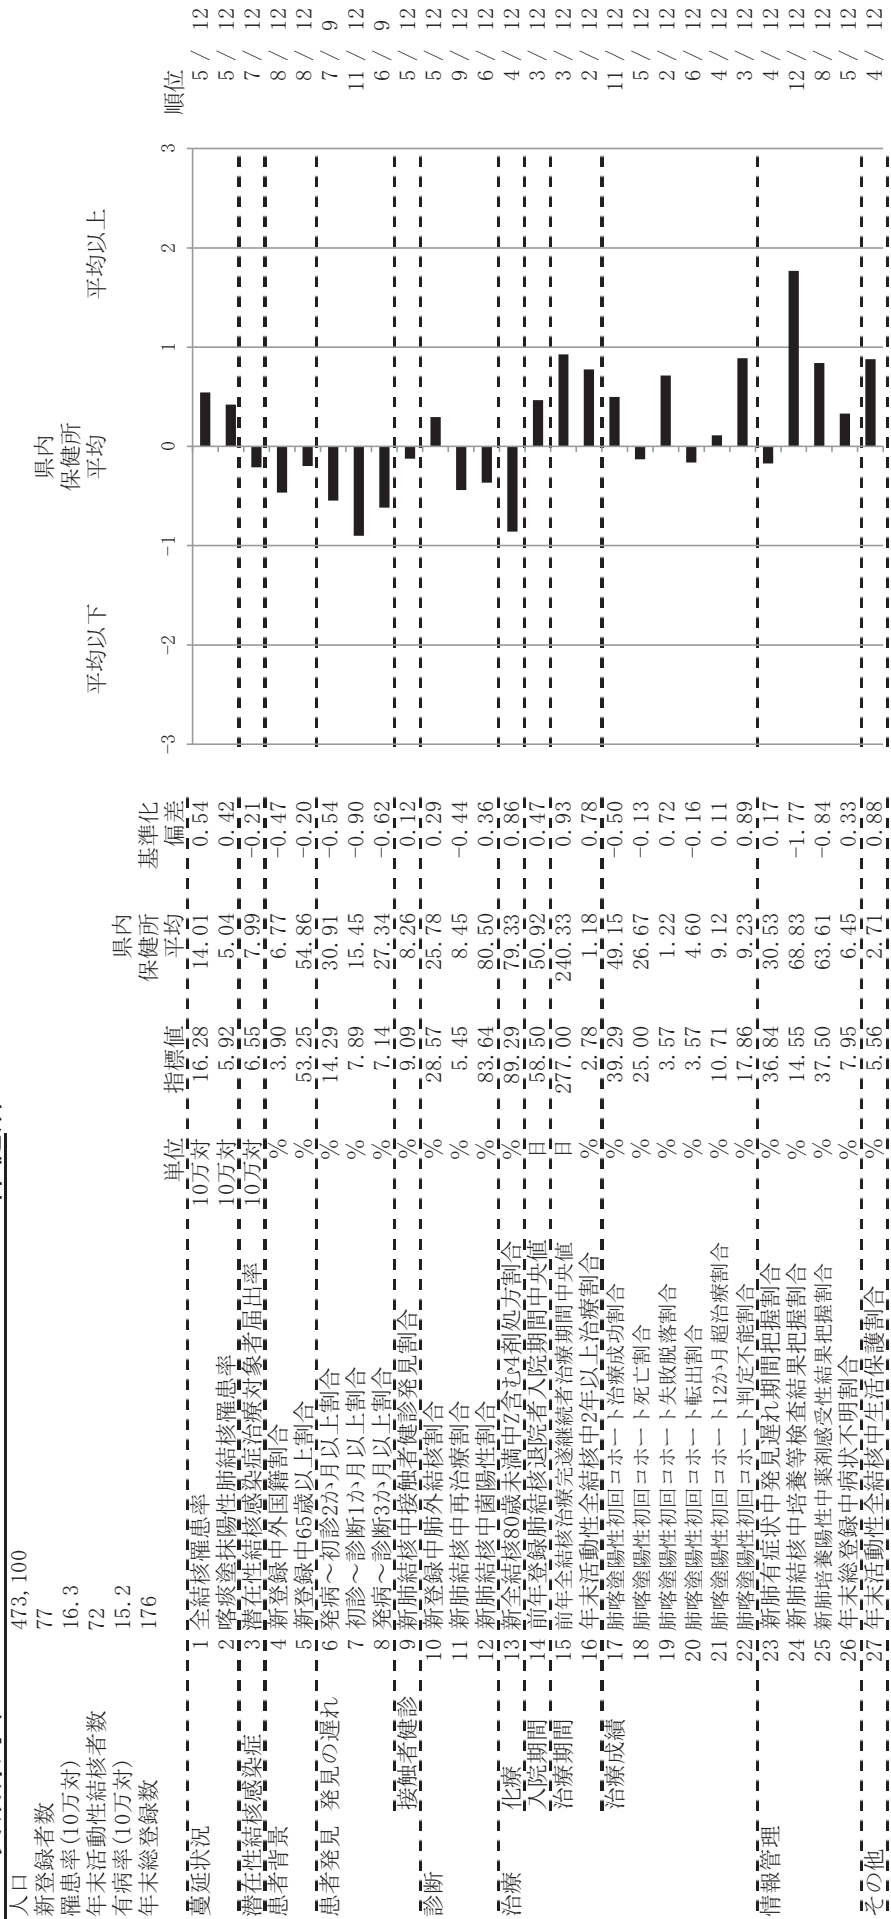 人口 473,100
新登録者数 77
罹患率(10万対) 16.3
年末活動性結核者数 72
有病率(10万対) 15.2
年末総登録数 176
単位 指標値 県内保健所平均 基準化偏差 平均以下 県内保健所平均 平均以上 順位
-3 -2 -1 0 1 2 3
蔓延状況 1 全結核罹患率 10万対 16.28 14.01 0.54 5 / 12
2 喀痰塗抹陽性肺結核罹患率 10万対 5.92 5.04 0.42 5 / 12
潜在性結核感染症 3 潜在性結核感染症治療対象者届出率 10万対 6.55 7.99 -0.21 7 / 12
患者背景 4 新登録中外国籍割合 % 3.90 6.77 -0.47 8 / 12
5 新登録中65歳以上割合 % 53.25 54.86 -0.20 8 / 12
患者発見 発見の遅れ 6 発病~初診2か月以上割合 % 14.29 30.91 -0.54 7 / 9
7 初診~診断1か月以上割合 % 7.89 15.45 -0.90 11 / 12
8 発病~診断3か月以上割合 % 7.14 27.34 -0.62 6 / 9
接触者健診 9 新肺結核中接触者健診発見割合 % 9.09 8.26 0.12 5 / 12
診断 10 新登録中肺外結核割合 % 28.57 25.78 0.29 5 / 12
11 新肺結核中再治療割合 % 5.45 8.45 -0.44 9 / 12
12 新肺結核中菌陽性割合 % 83.64 80.50 0.36 6 / 12
治療 化療 13 新全結核80歳未満中Z含む4剤処方割合 % 89.29 79.33 0.86 4 / 12
入院期間 14 前年登録肺結核退院者入院期間中央値 日 58.50 50.92 0.47 3 / 12
治療期間 15 前年全結核治療完遂継続者治療期間中央値 日 277.00 240.33 0.93 3 / 12
16 年末活動性全結核中2年以上治療割合 % 2.78 1.18 0.78 2 / 12
治療成績 17 肺喀塗陽性初回コホート治療成功割合 % 39.29 49.15 -0.50 11 / 12
18 肺喀塗陽性初回コホート死亡割合 % 25.00 26.67 -0.13 5 / 12
19 肺喀塗陽性初回コホート失敗脱落割合 % 3.57 1.22 0.72 2 / 12
20 肺喀塗陽性初回コホート転出割合 % 3.57 4.60 -0.16 6 / 12
21 肺喀塗陽性初回コホート12か月超治療割合 % 10.71 9.12 0.11 4 / 12
22 肺喀塗陽性初回コホート判定不能割合 % 17.86 9.23 0.89 3 / 12
情報管理 23 新肺有症状中発見遅れ期間把握割合 % 36.84 30.53 0.17 4 / 12
24 新肺結核中培養等検査結果把握割合 % 14.55 68.83 -1.77 12 / 12
25 新肺培養陽性中薬剤感受性結果把握割合 % 37.50 63.61 -0.84 8 / 12
26 年末総登録中病状不明割合 % 7.95 6.45 0.33 5 / 12
その他 27 年末活動性全結核中生活保護割合 % 5.56 2.71 0.88 4 / 12